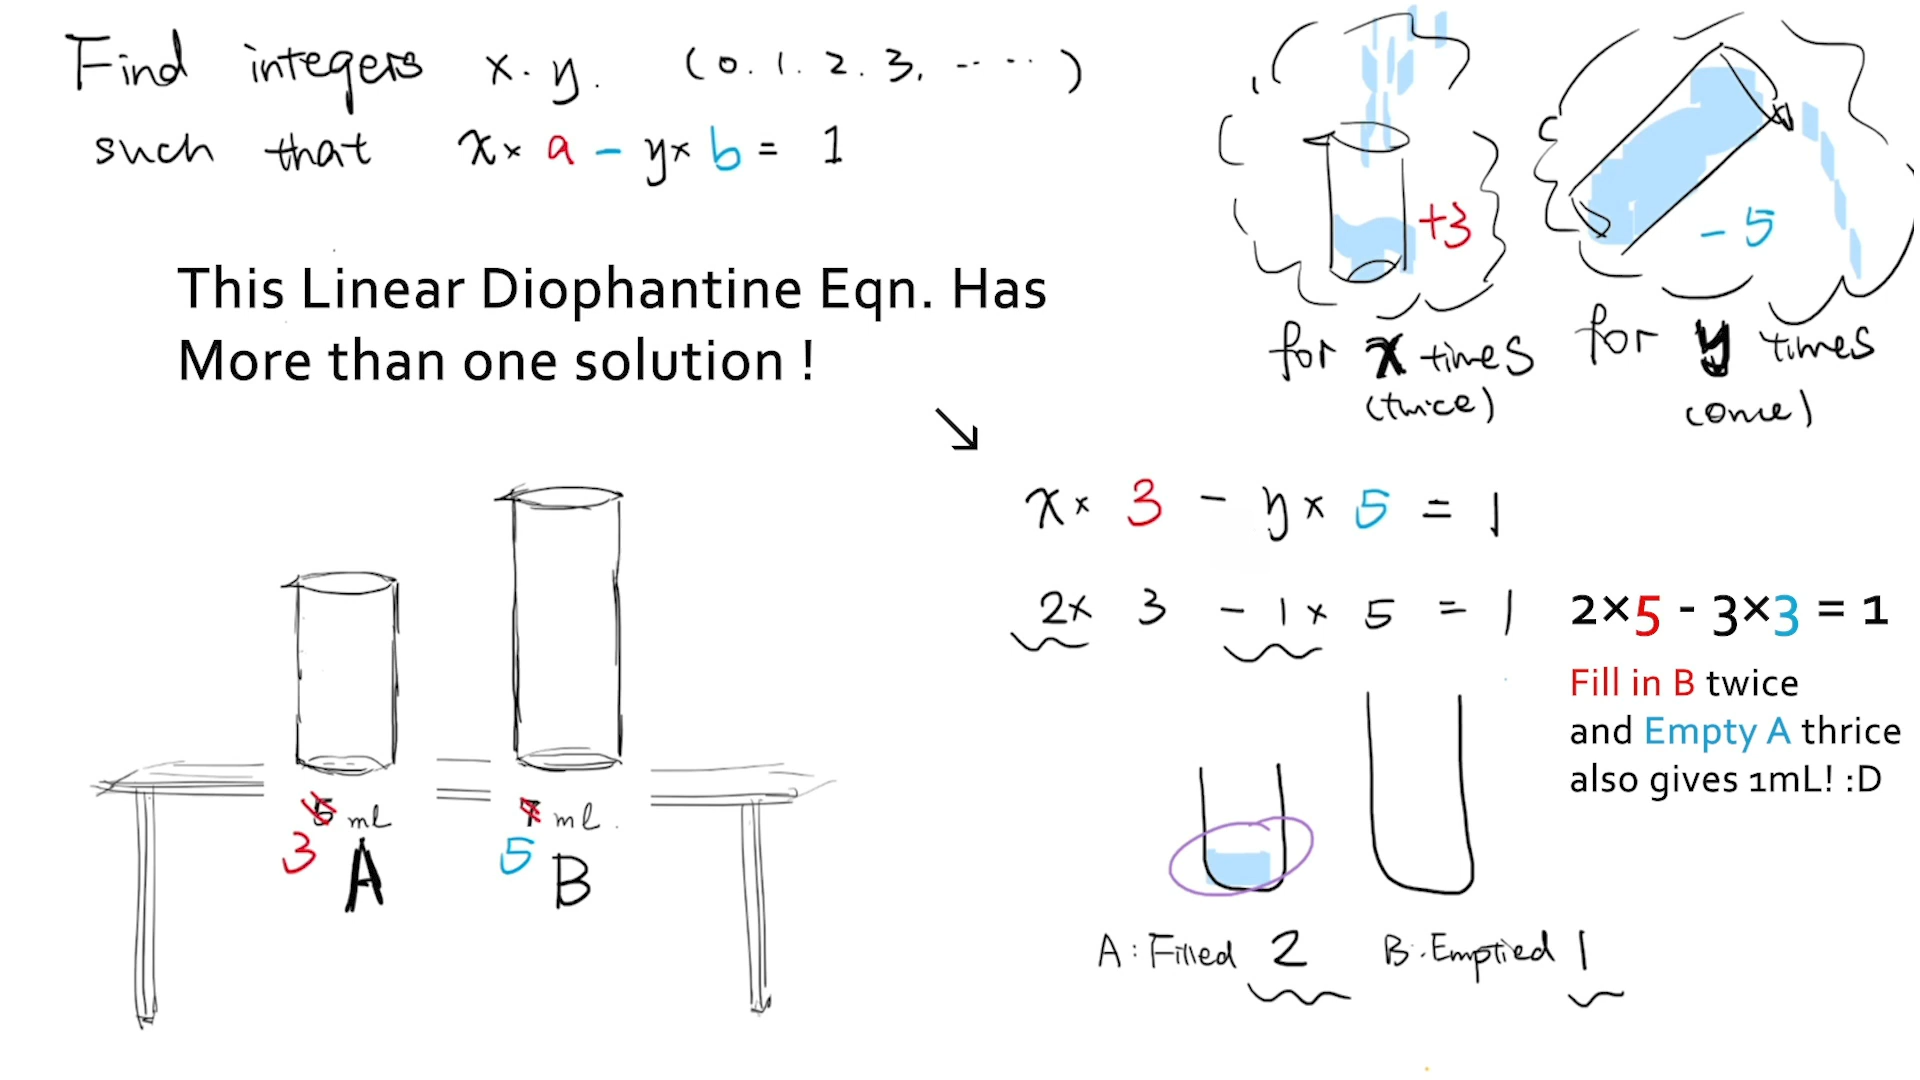 Find integers x. y. (0. 1. 2. 3. .....)
such that x× a - y× b = 1
This Linear Diophantine Eqn. Has
More than one solution !
+3
- 5
for x times
(twice)
for y times
(once)
x× 3 - y× 5 = 1
2× 3 - 1× 5 = 1
2×5 - 3×3 = 1
Fill in B twice
and Empty A thrice
also gives 1mL! :D
ml
3 A
ml.
5 B
A : Filled 2
B : Emptied 1